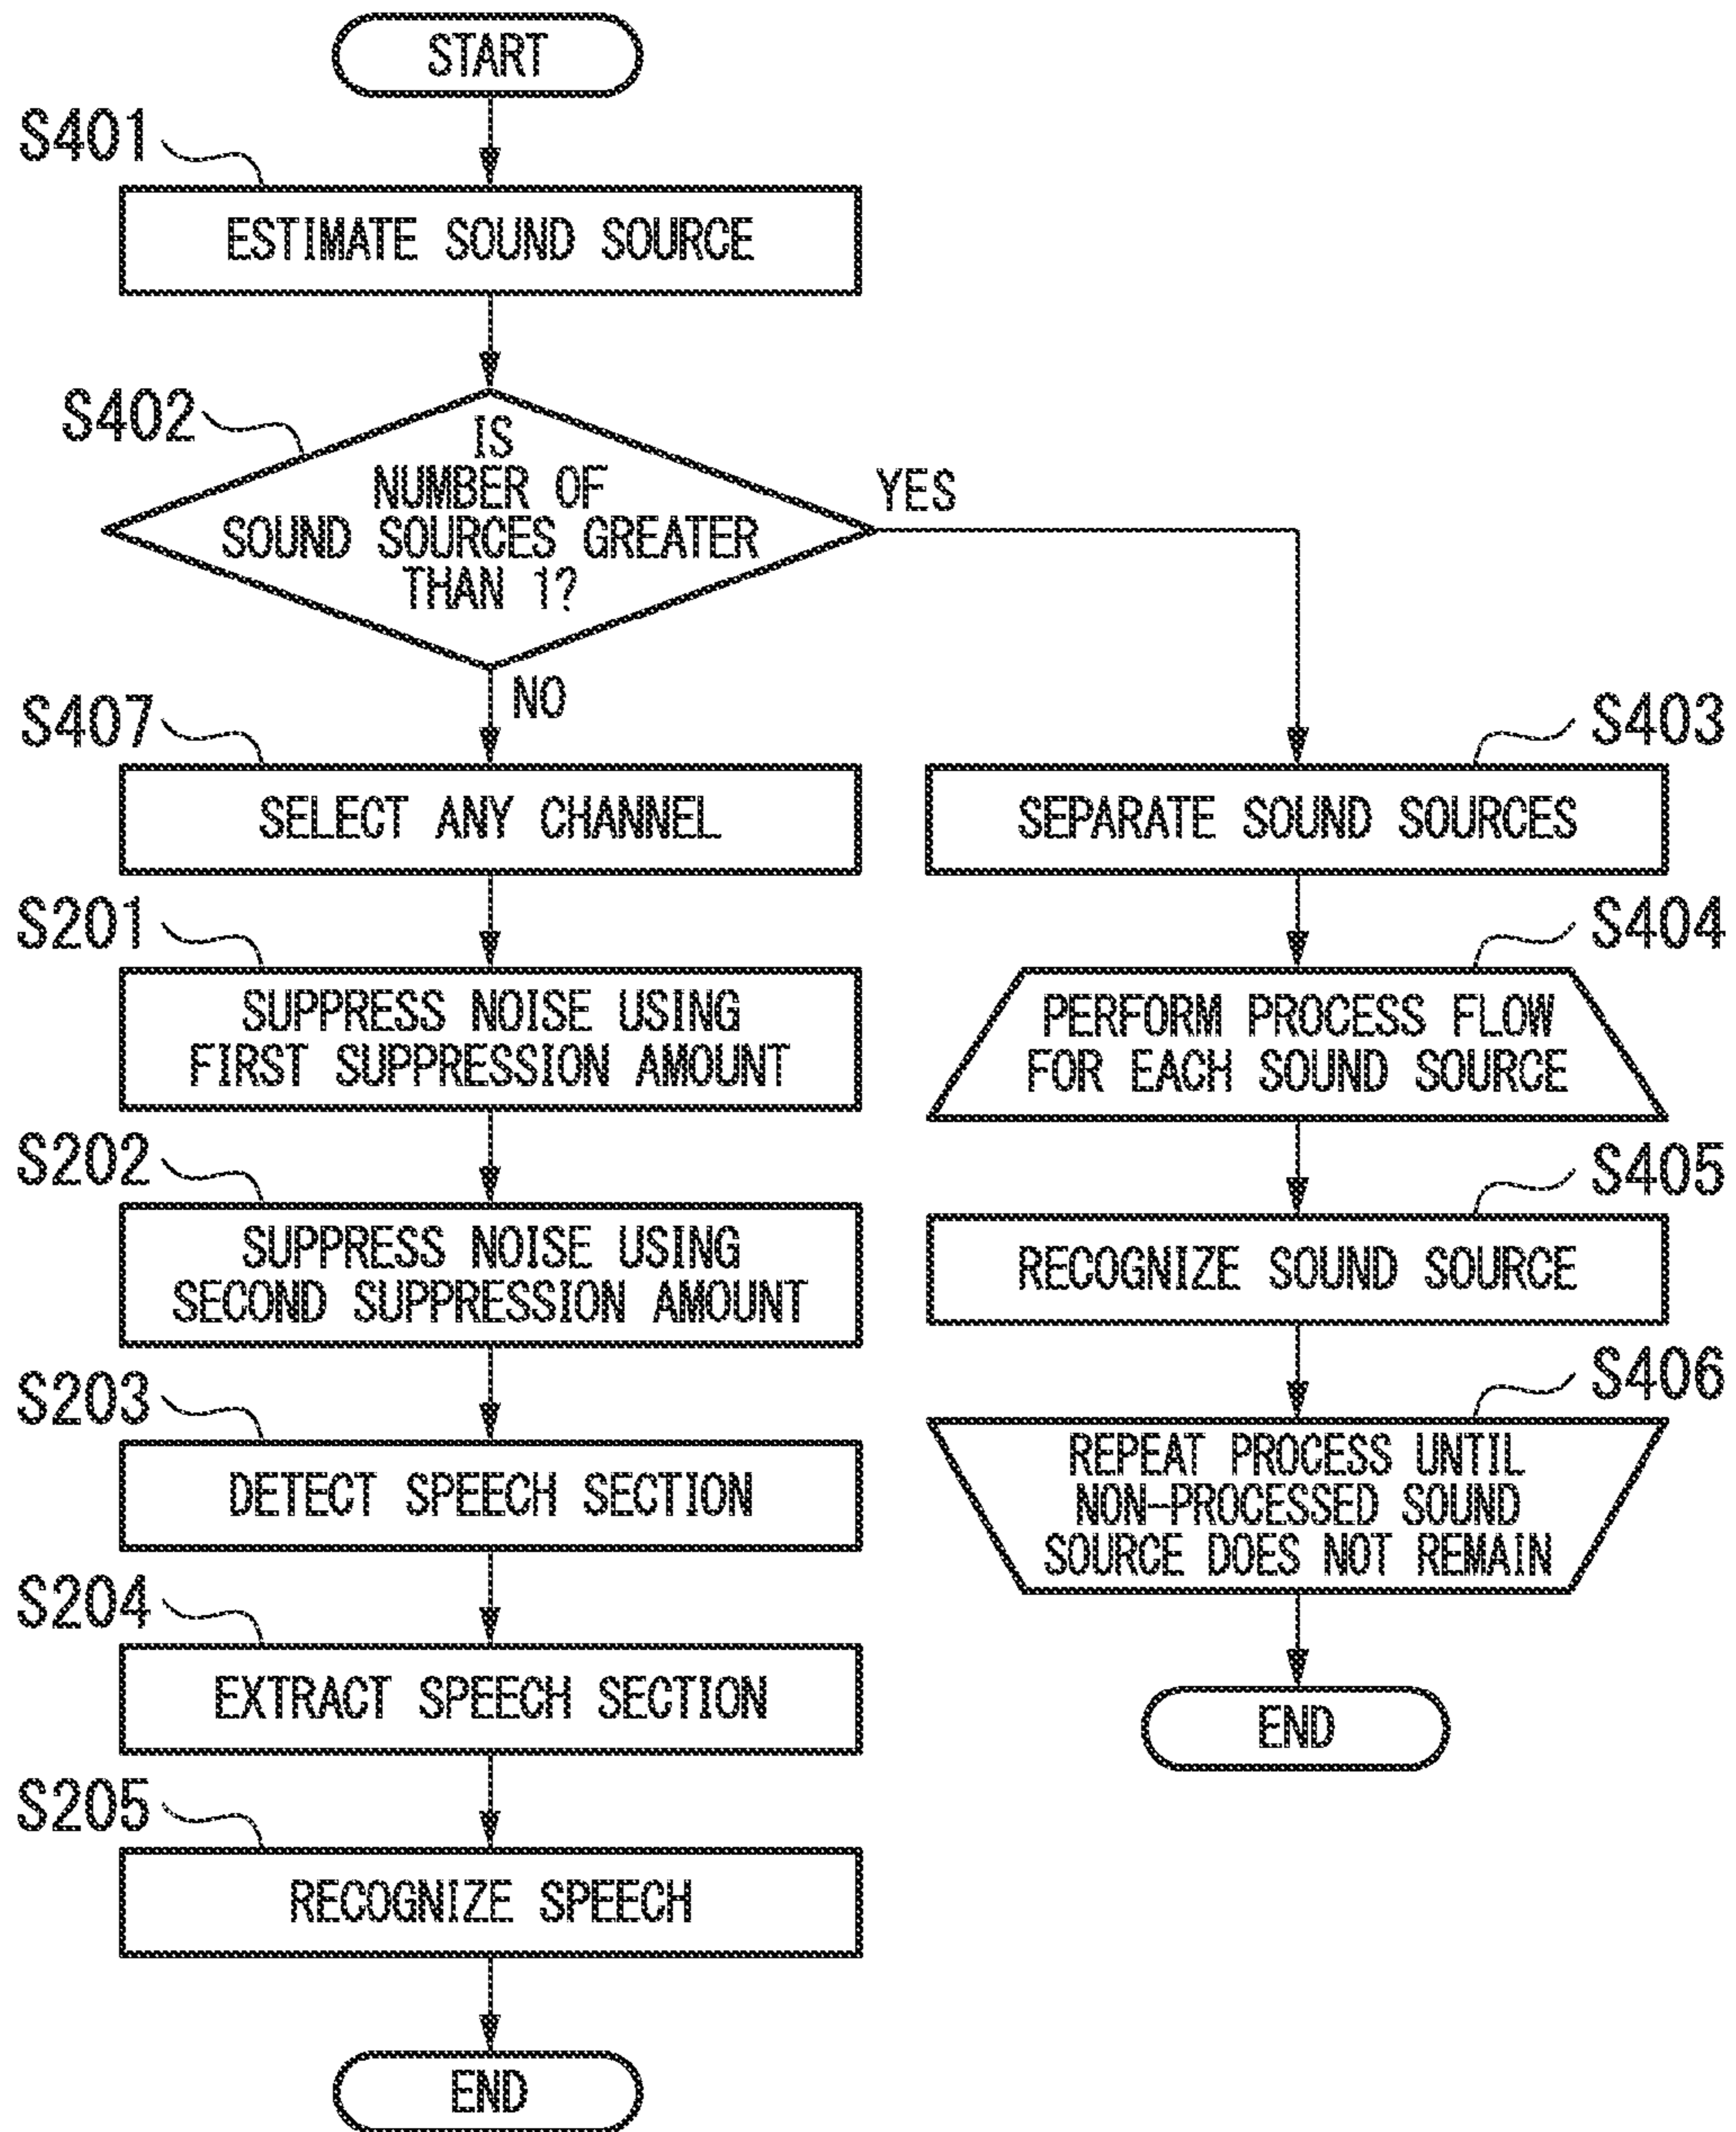 START
S401
ESTIMATE SOUND SOURCE
S402
IS
NUMBER OF
SOUND SOURCES GREATER
THAN 1?
YES
NO
S407
SELECT ANY CHANNEL
S201
SUPPRESS NOISE USING
FIRST SUPPRESSION AMOUNT
S202
SUPPRESS NOISE USING
SECOND SUPPRESSION AMOUNT
S203
DETECT SPEECH SECTION
S204
EXTRACT SPEECH SECTION
S205
RECOGNIZE SPEECH
END
S403
SEPARATE SOUND SOURCES
S404
PERFORM PROCESS FLOW
FOR EACH SOUND SOURCE
S405
RECOGNIZE SOUND SOURCE
S406
REPEAT PROCESS UNTIL
NON-PROCESSED SOUND
SOURCE DOES NOT REMAIN
END